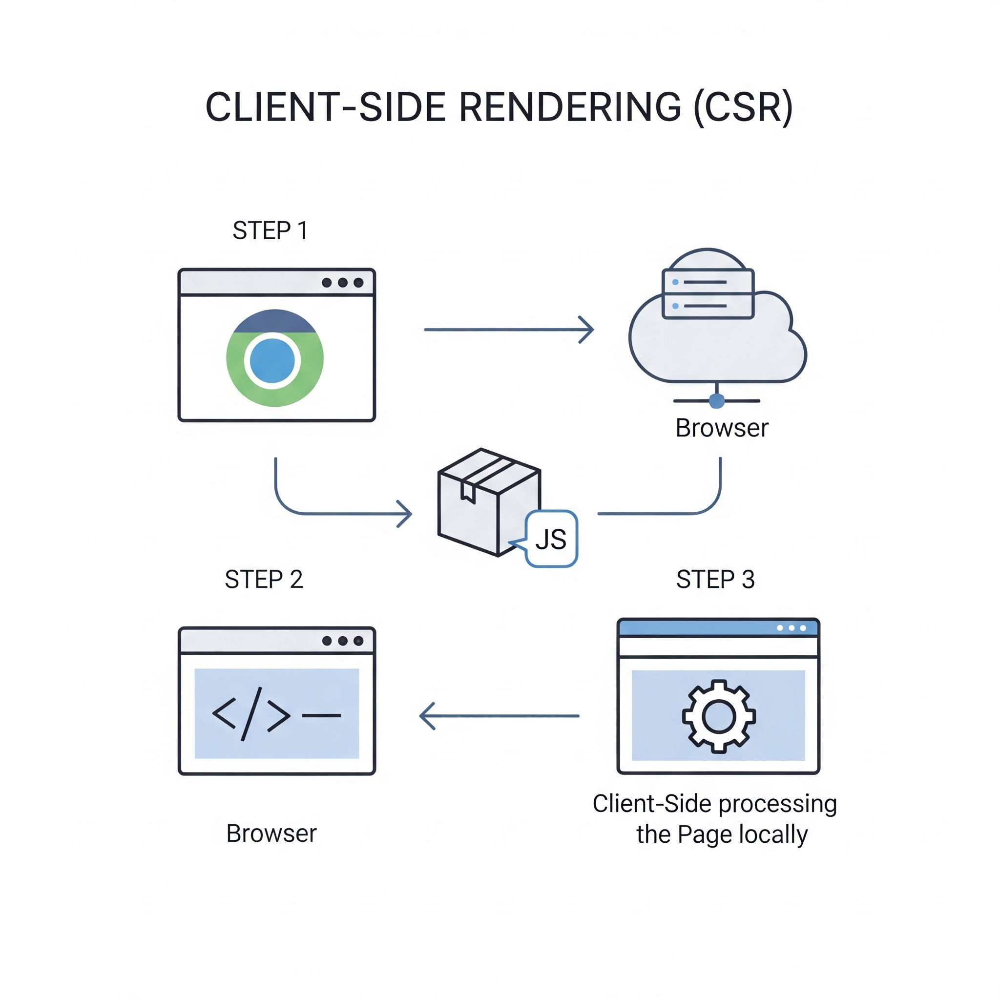 CLIENT-SIDE RENDERING (CSR)
STEP 1
Browser
JS
STEP 2
STEP 3
</>
Browser
Client-Side processing
the Page locally